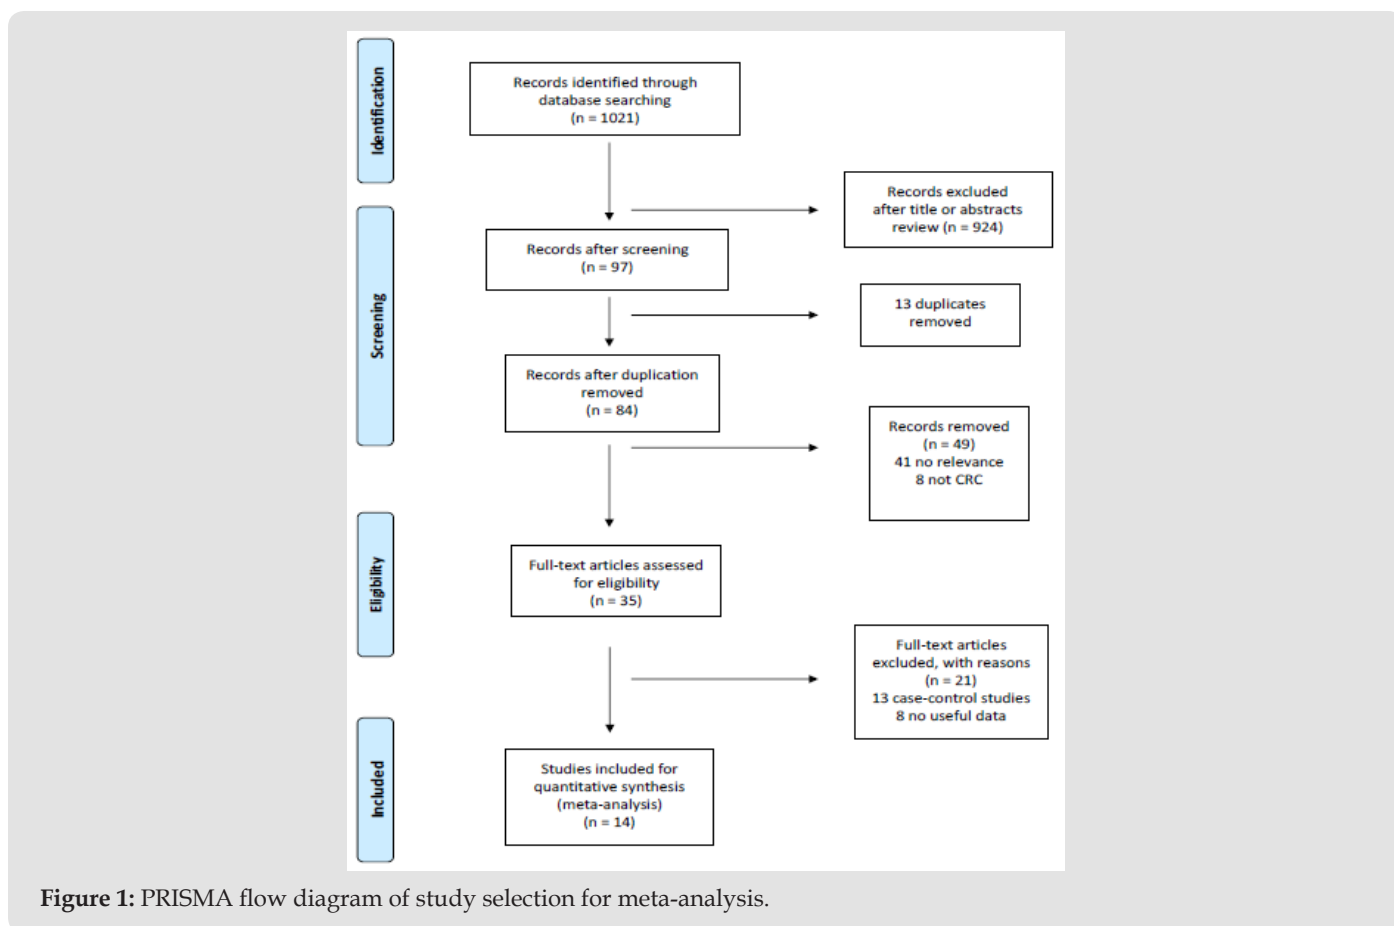 Identification
Records identified through
database searching
(n = 1021)
Records excluded
after title or abstracts
review (n = 924)
Screening
Records after screening
(n = 97)
13 duplicates
removed
Records after duplication
removed
(n = 84)
Records removed
(n = 49)
41 no relevance
8 not CRC
Eligibility
Full-text articles assessed
for eligibility
(n = 35)
Full-text articles
excluded, with reasons
(n = 21)
13 case-control studies
8 no useful data
Included
Studies included for
quantitative synthesis
(meta-analysis)
(n = 14)
Figure 1: PRISMA flow diagram of study selection for meta-analysis.